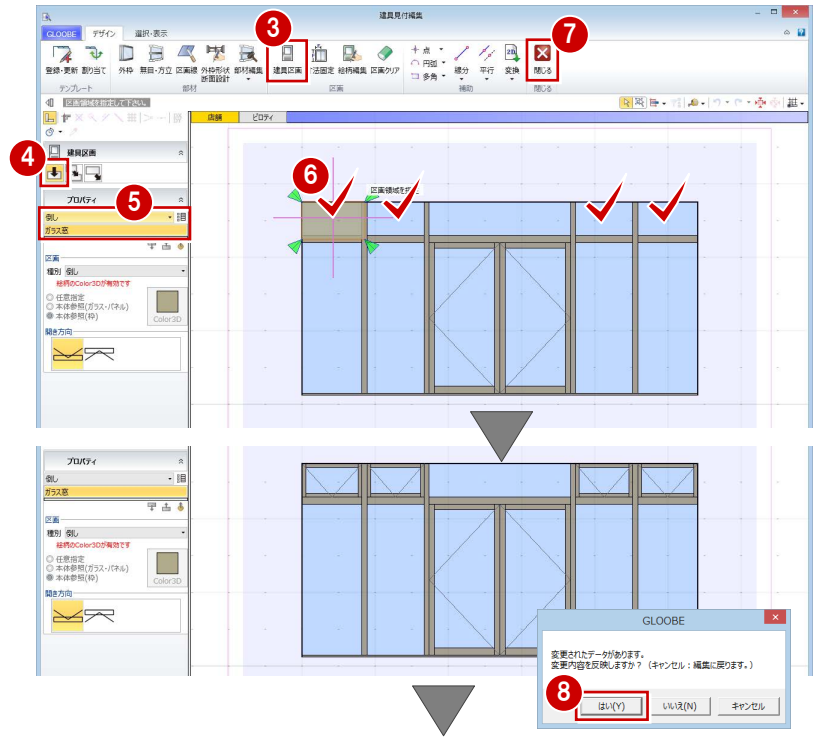 建具見付編集
GLOOBE デザイン 選択・表示
3
7
登録・更新 割り当て 外枠 無目・方立 区画線 外枠形状 断面設計 部材編集 建具区画 寸法固定 絵柄編集 区画クリア 点 円弧 多角 線分 平行 変換 閉じる
テンプレート 部材 区画 補助 閉じる
区画領域を指定して下さい。
店舗 ピロティ
4
建具区画
5
プロパティ
倒し
ガラス窓
6
区画領域を指定
区画
種別 倒し
絵柄のColor3Dが有効です
任意指定
本体参照(ガラス・パネル)
本体参照(枠)
Color3D
開き方向
プロパティ
倒し
ガラス窓
区画
種別 倒し
絵柄のColor3Dが有効です
任意指定
本体参照(ガラス・パネル)
本体参照(枠)
Color3D
開き方向
GLOOBE
変更されたデータがあります。
変更内容を反映しますか？（キャンセル：編集に戻ります。）
8
はい(Y) いいえ(N) キャンセル